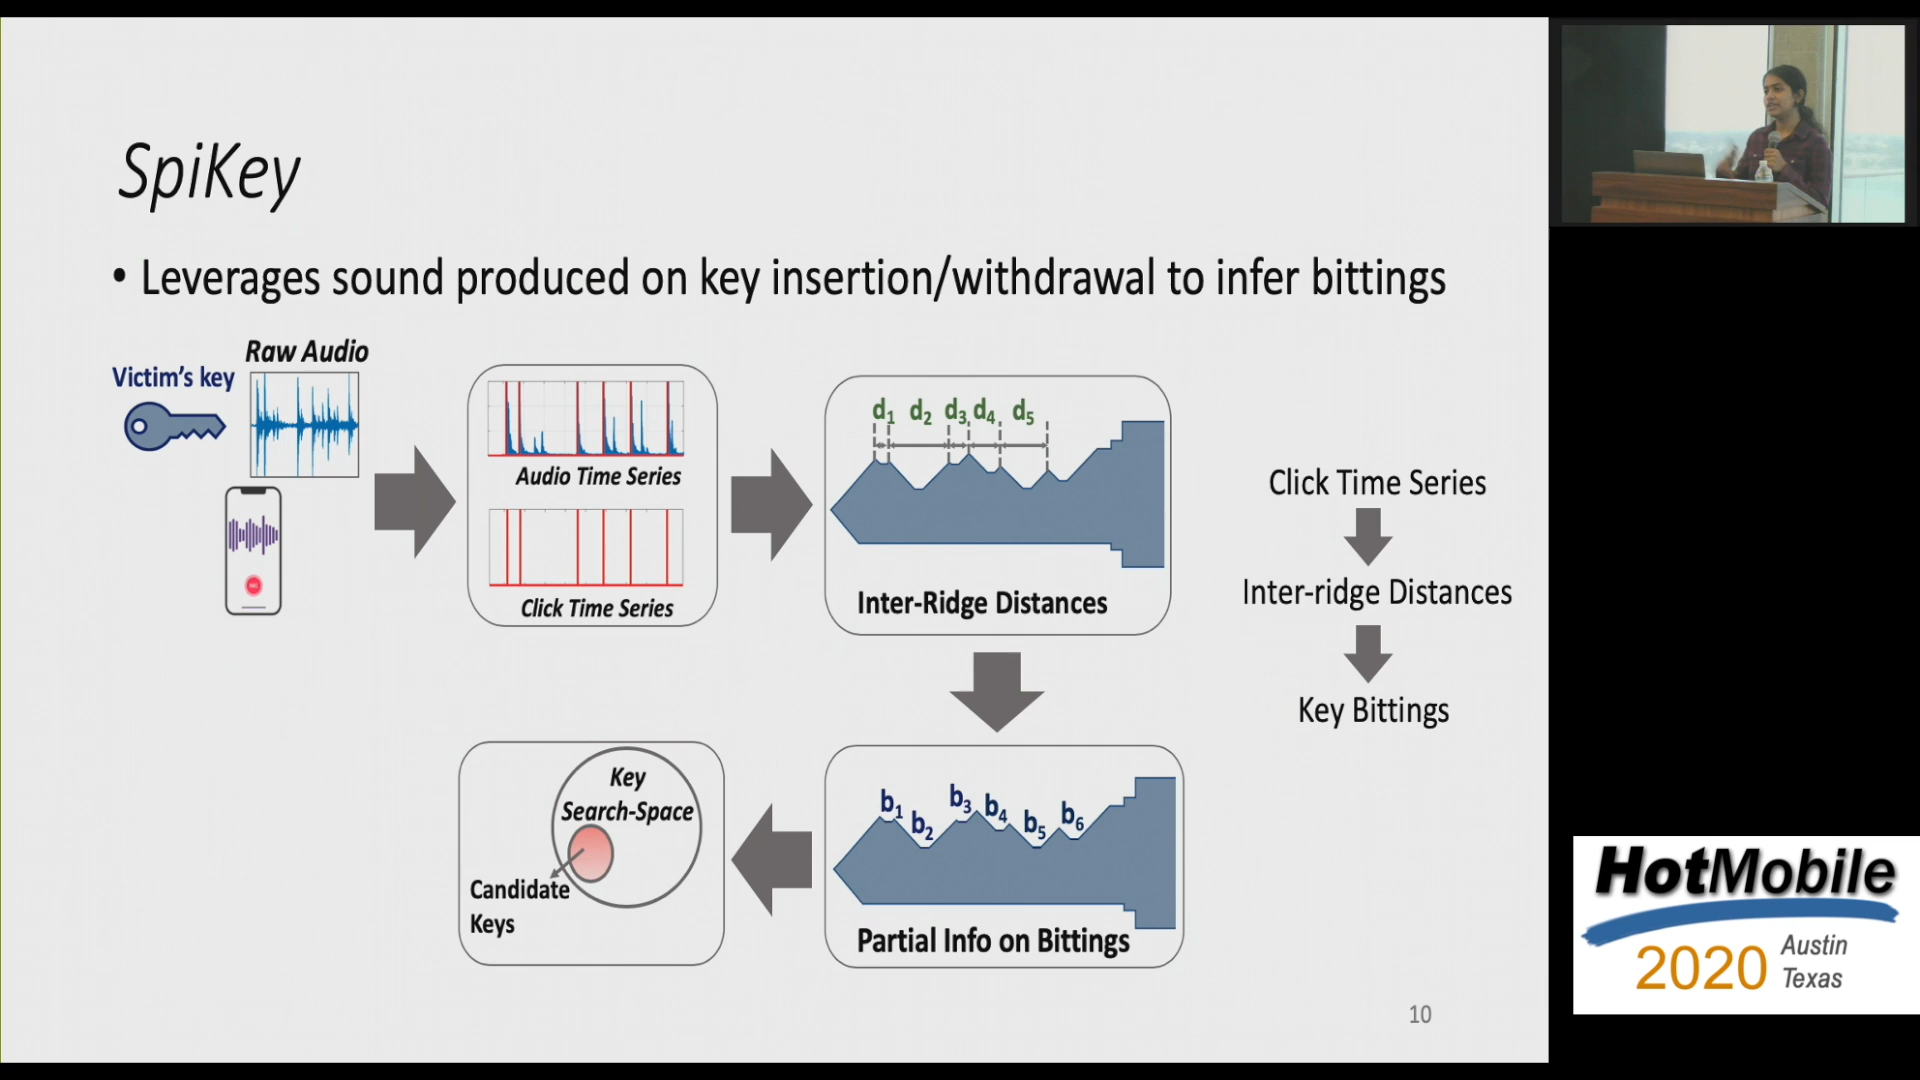 SpiKey
• Leverages sound produced on key insertion/withdrawal to infer bittings
Raw Audio
Victim's key
Audio Time Series
Click Time Series
d1 d2 d3 d4 d5
Inter-Ridge Distances
Click Time Series
Inter-ridge Distances
Key Bittings
Key
Search-Space
Candidate
Keys
b1 b2 b3 b4 b5 b6
Partial Info on Bittings
10
HotMobile
2020 Austin
Texas